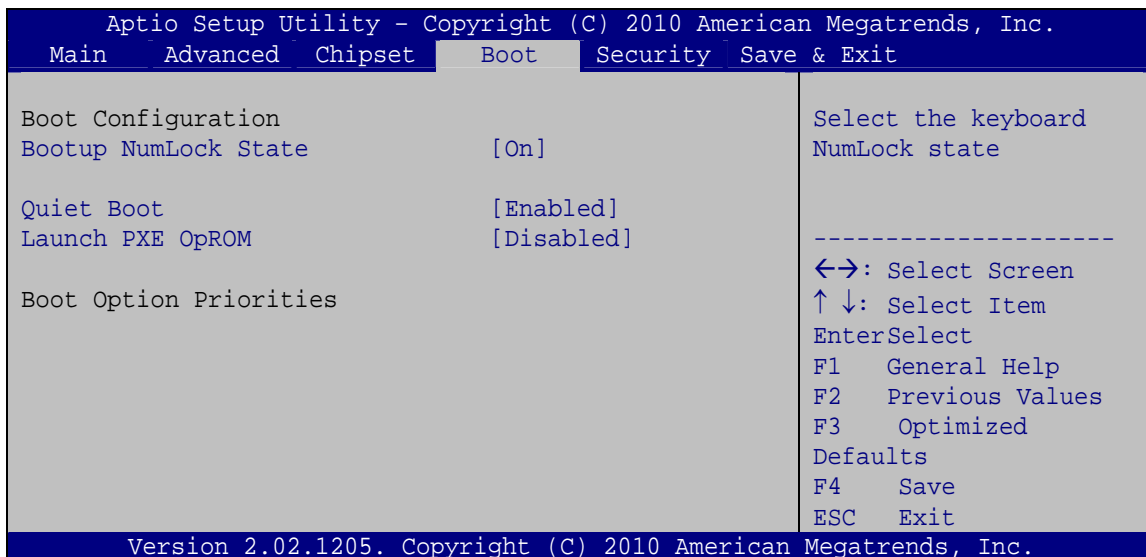 Aptio Setup Utility – Copyright (C) 2010 American Megatrends, Inc.
Main Advanced Chipset Boot Security Save & Exit
Boot Configuration
Bootup NumLock State [On]
Quiet Boot [Enabled]
Launch PXE OpROM [Disabled]
Boot Option Priorities
Select the keyboard
NumLock state
---------------------
←→: Select Screen
↑ ↓: Select Item
EnterSelect
F1 General Help
F2 Previous Values
F3 Optimized
Defaults
F4 Save
ESC Exit
Version 2.02.1205. Copyright (C) 2010 American Megatrends, Inc.